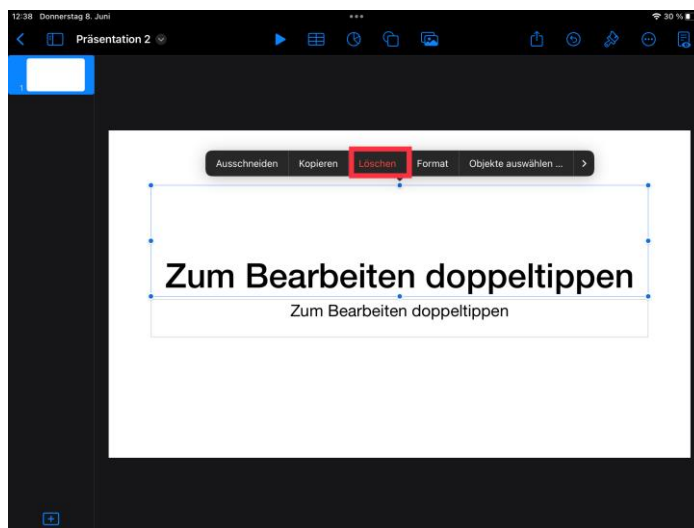 12:38 Donnerstag 8. Juni
30 %
Präsentation 2
1
Ausschneiden Kopieren Löschen Format Objekte auswählen ...
Zum Bearbeiten doppeltippen
Zum Bearbeiten doppeltippen